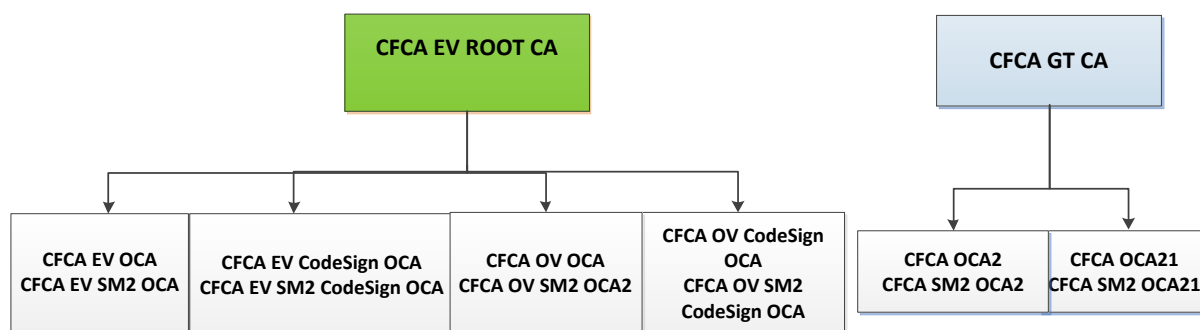 CFCA EV ROOT CA
CFCA GT CA
CFCA EV OCA
CFCA EV SM2 OCA
CFCA EV CodeSign OCA
CFCA EV SM2 CodeSign OCA
CFCA OV OCA
CFCA OV SM2 OCA2
CFCA OV CodeSign
OCA
CFCA OV SM2
CodeSign OCA
CFCA OCA2
CFCA SM2 OCA2
CFCA OCA21
CFCA SM2 OCA21